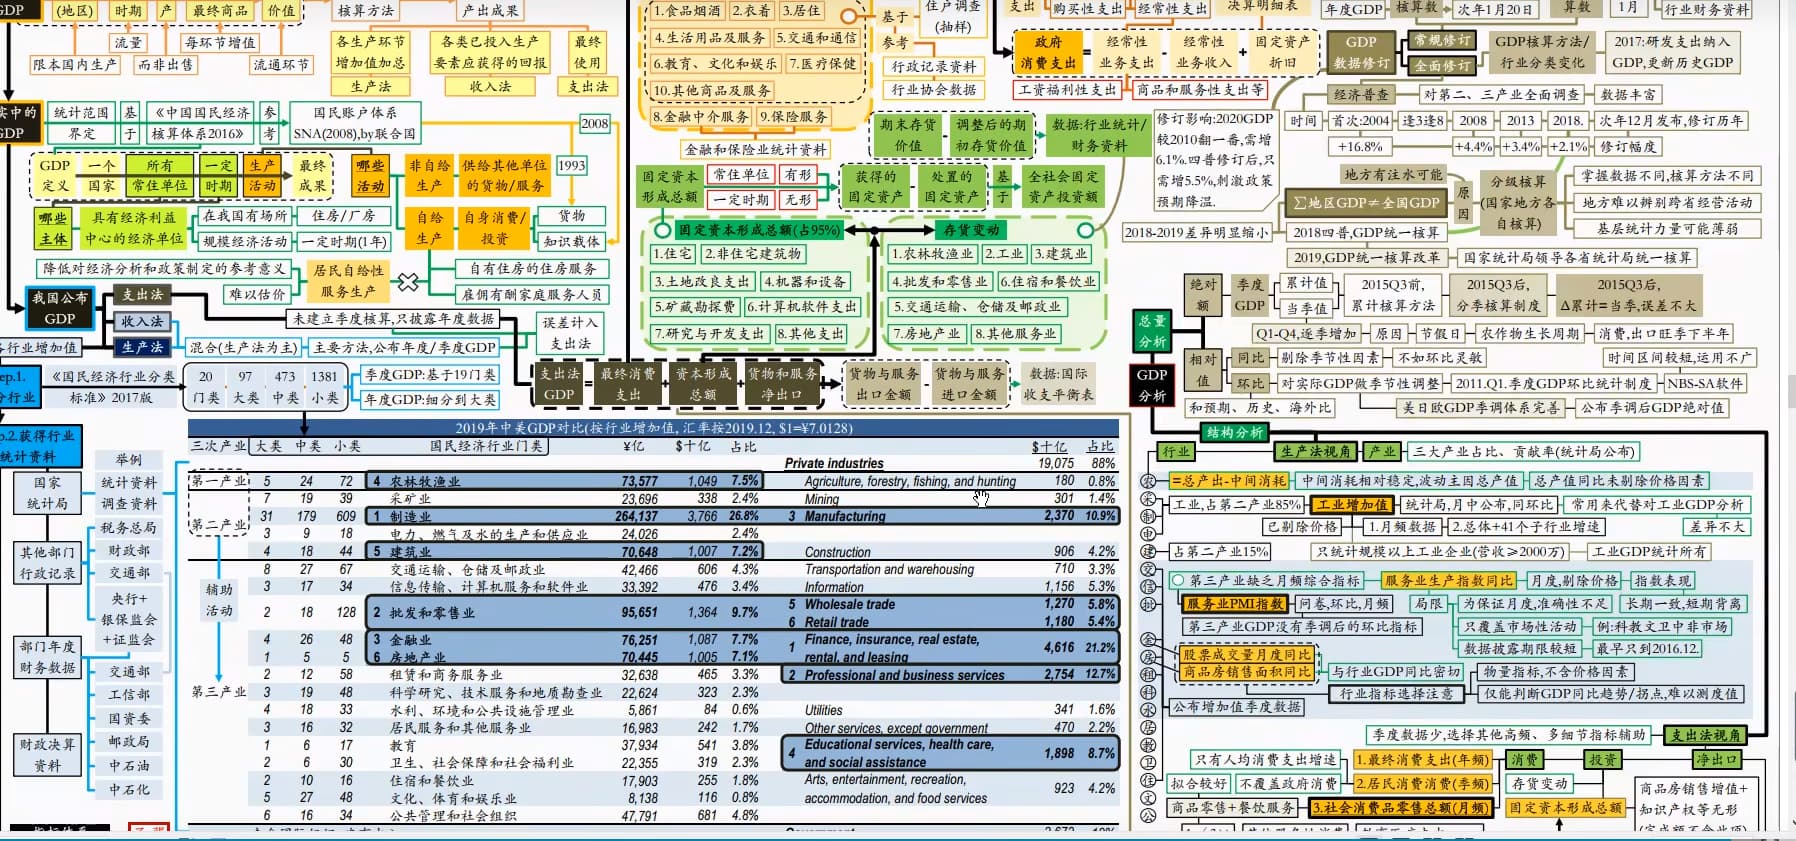 GDP
(地区)
时期
产
最终商品
价值
流量
每环节增值
限本国内生产
而非出售
流通环节
核算方法
产出成果
各生产环节
增加值加总
各类已投入生产
要素应获得的回报
最终
使用
生产法
收入法
支出法
实中的
GDP
统计范围
界定
基
于
《中国国民经济
核算体系2016》
参
考
国民账户体系
SNA(2008),by联合国
2008
1993
GDP
定义
一个
国家
所有
常住单位
一定
时期
生产
活动
最终
成果
哪些
活动
非自给
生产
供给其他单位
的货物/服务
哪些
主体
具有经济利益
中心的经济单位
在我国有场所
住房/厂房
规模经济活动
一定时期(1年)
自给
生产
自身消费/
投资
货物
知识载体
降低对经济分析和政策制定的参考意义
难以估价
居民自给性
服务生产
自有住房的住房服务
雇佣有酬家庭服务人员
我国公布
GDP
支出法
收入法
生产法
未建立季度核算,只披露年度数据
误差计入
支出法
行业增加值
混合(生产法为主)
主要方法,公布年度/季度GDP
ep.1.
分行业
《国民经济行业分类
标准》2017版
20 97 473 1381
门类 大类 中类 小类
季度GDP:基于19门类
年度GDP:细分到大类
1.食品烟酒 2.衣着 3.居住
4.生活用品及服务 5.交通和通信
6.教育、文化和娱乐 7.医疗保健
10.其他商品及服务
8.金融中介服务 9.保险服务
金融和保险业统计资料
基于
参考
住户调查
(抽样)
行政记录资料
行业协会数据
期末存货
价值
- 调整后的期
初存货价值
数据:行业统计/
财务资料
固定资本
形成总额
常住单位
有形
一定时期
无形
获得的
固定资产
- 处置的
固定资产
基
于
全社会固定
资产投资额
固定资本形成总额(占95%)
存货变动
1.住宅 2.非住宅建筑物
3.土地改良支出 4.机器和设备
5.矿藏勘探费 6.计算机软件支出
7.研究与开发支出 8.其他支出
1.农林牧渔业 2.工业 3.建筑业
4.批发和零售业 6.住宿和餐饮业
5.交通运输、仓储及邮政业
7.房地产业 8.其他服务业
支出法
GDP
= 最终消费
支出
+ 资本形成
总额
+ 货物和服务
净出口
货物与服务
出口金额
- 货物与服务
进口金额
数据:国际
收支平衡表
支出
购买性支出
经常性支出
决算明细表
政府
消费支出
= 经常性
业务支出
- 经常性
业务收入
+ 固定资产
折旧
工资福利性支出
商品和服务性支出等
年度GDP
核算数
次年1月20日
算数
1月
行业财务资料
GDP
数据修订
常规修订
全面修订
GDP核算方法/
行业分类变化
2017:研发支出纳入
GDP,更新历史GDP
经济普查
对第二、三产业全面调查
数据丰富
时间 首次:2004 逢3逢8 2008 2013 2018. 次年12月发布,修订历年
+16.8% +4.4% +3.4% +2.1% 修订幅度
修订影响:2020GDP
较2010翻一番,需增
6.1%.四普修订后,只
需增5.5%,刺激政策
预期降温.
地方有注水可能
∑地区GDP≠全国GDP
原
因
分级核算
(国家地方各
自核算)
掌握数据不同,核算方法不同
地方难以辨别跨省经营活动
基层统计力量可能薄弱
2018-2019差异明显缩小
2018四普,GDP统一核算
2019,GDP统一核算改革
国家统计局领导各省统计局统一核算
总量
分析
GDP
分析
绝对
额
季度
GDP
累计值
当季值
2015Q3前,
累计核算方法
2015Q3后,
分季核算制度
2015Q3后,
Δ累计=当季,误差不大
Q1-Q4,逐季增加
原因
节假日
农作物生长周期
消费,出口旺季下半年
相对
值
同比
剔除季节性因素
不如环比灵敏
时间区间较短,运用不广
环比
对实际GDP做季节性调整
2011.Q1.季度GDP环比统计制度
NBS-SA软件
和预期、历史、海外比
美日欧GDP季调体系完善
公布季调后GDP绝对值
结构分析
行业
生产法视角
产业
三大产业占比、贡献率(统计局公布)
=总产出-中间消耗
中间消耗相对稳定,波动主因总产值
总产值同比未剔除价格因素
工业,占第二产业85%
工业增加值
统计局,月中公布,同环比
常用来代替对工业GDP分析
已剔除价格
1.月频数据
2.总体+41个子行业增速
差异不大
占第二产业15%
只统计规模以上工业企业(营收≥2000万)
工业GDP统计所有
第三产业缺乏月频综合指标
服务业生产指数同比
月度,剔除价格
指数表现
服务业PMI指数
问卷,环比,月频
局限
为保证月度,准确性不足
长期一致,短期背离
第三产业GDP没有季调后的环比指标
只覆盖市场性活动
例:科教文卫中非市场
数据披露期限较短
最早只到2016.12.
股票成交量月度同比
商品房销售面积同比
与行业GDP同比密切
物量指标,不含价格因素
行业指标选择注意
仅能判断GDP同比趋势/拐点,难以测度值
公布增加值季度数据
农
采
制
电
建
交
信
批
金
房
租
科
水
居
教
卫
住
文
公
季度数据少,选择其他高频、多细节指标辅助
支出法视角
只有人均消费支出增速
1.最终消费支出(年频)
消费
投资
净出口
拟合较好
不覆盖政府消费
2.居民消费支出(季频)
存货变动
商品零售+餐饮服务
3.社会消费品零售总额(月频)
固定资本形成总额
商品房销售增值+
知识产权等无形
p.2.获得行业
统计资料
国家
统计局
其他部门
行政记录
部门年度
财务数据
财政决算
资料
举例
统计资料
调查资料
税务总局
财政部
交通部
央行+
银保监会
+证监会
交通部
工信部
国资委
邮政局
中石油
中石化
2019年中美GDP对比(按行业增加值, 汇率按2019.12, $1=¥7.0128)
三次产业 大类 中类 小类 国民经济行业门类 ¥亿 $十亿 占比 $十亿 占比
Private industries 19,075 88%
第一产业 5 24 72 4 农林牧渔业 73,577 1,049 7.5% Agriculture, forestry, fishing, and hunting 180 0.8%
7 19 39 采矿业 23,696 338 2.4% Mining 301 1.4%
第二产业 31 179 609 1 制造业 264,137 3,766 26.8% 3 Manufacturing 2,370 10.9%
3 9 18 电力、燃气及水的生产和供应业 24,026 2.4%
4 18 44 5 建筑业 70,648 1,007 7.2% Construction 906 4.2%
8 27 67 交通运输、仓储及邮政业 42,466 606 4.3% Transportation and warehousing 710 3.3%
3 17 34 信息传输、计算机服务和软件业 33,392 476 3.4% Information 1,156 5.3%
2 18 128 2 批发和零售业 95,651 1,364 9.7% 5 Wholesale trade 1,270 5.8%
6 Retail trade 1,180 5.4%
4 26 48 3 金融业 76,251 1,087 7.7% 1 Finance, insurance, real estate,
1 5 5 6 房地产业 70,445 1,005 7.1% rental, and leasing 4,616 21.2%
2 12 58 租赁和商务服务业 32,638 465 3.3% 2 Professional and business services 2,754 12.7%
第三产业 3 19 48 科学研究、技术服务和地质勘查业 22,624 323 2.3%
4 18 33 水利、环境和公共设施管理业 5,861 84 0.6% Utilities 341 1.6%
3 16 32 居民服务和其他服务业 16,983 242 1.7% Other services, except government 470 2.2%
1 6 17 教育 37,934 541 3.8% 4 Educational services, health care, 1,898 8.7%
2 6 30 卫生、社会保障和社会福利业 22,355 319 2.3% and social assistance
2 10 16 住宿和餐饮业 17,903 255 1.8% Arts, entertainment, recreation, 923 4.2%
5 27 48 文化、体育和娱乐业 8,138 116 0.8% accommodation, and food services
6 16 34 公共管理和社会组织 47,791 681 4.8%
辅助
活动